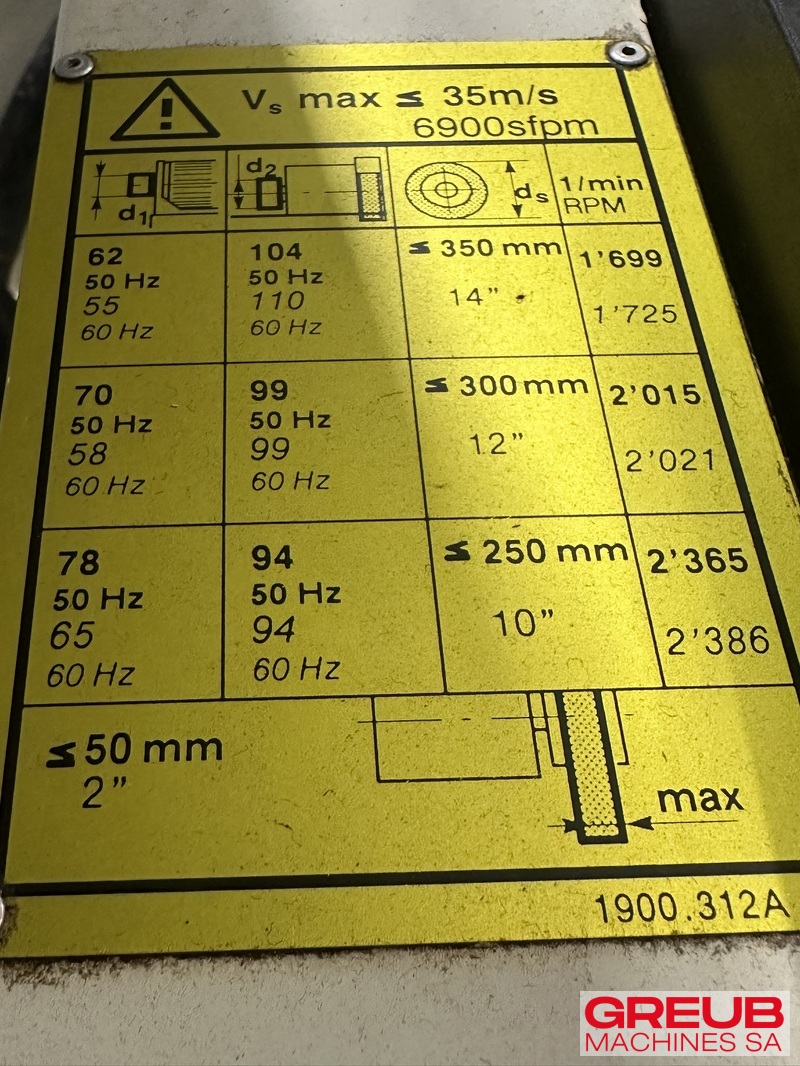 Vs max ≤ 35m/s
6900sfpm
d1
d2
ds
1/min
RPM
62
50 Hz
55
60 Hz
104
50 Hz
110
60 Hz
≤ 350 mm
14”
1’699
1’725
70
50 Hz
58
60 Hz
99
50 Hz
99
60 Hz
≤ 300 mm
12”
2’015
2’021
78
50 Hz
65
60 Hz
94
50 Hz
94
60 Hz
≤ 250 mm
10”
2’365
2’386
≤ 50 mm
2”
max
1900.312A
GREUB
MACHINES SA